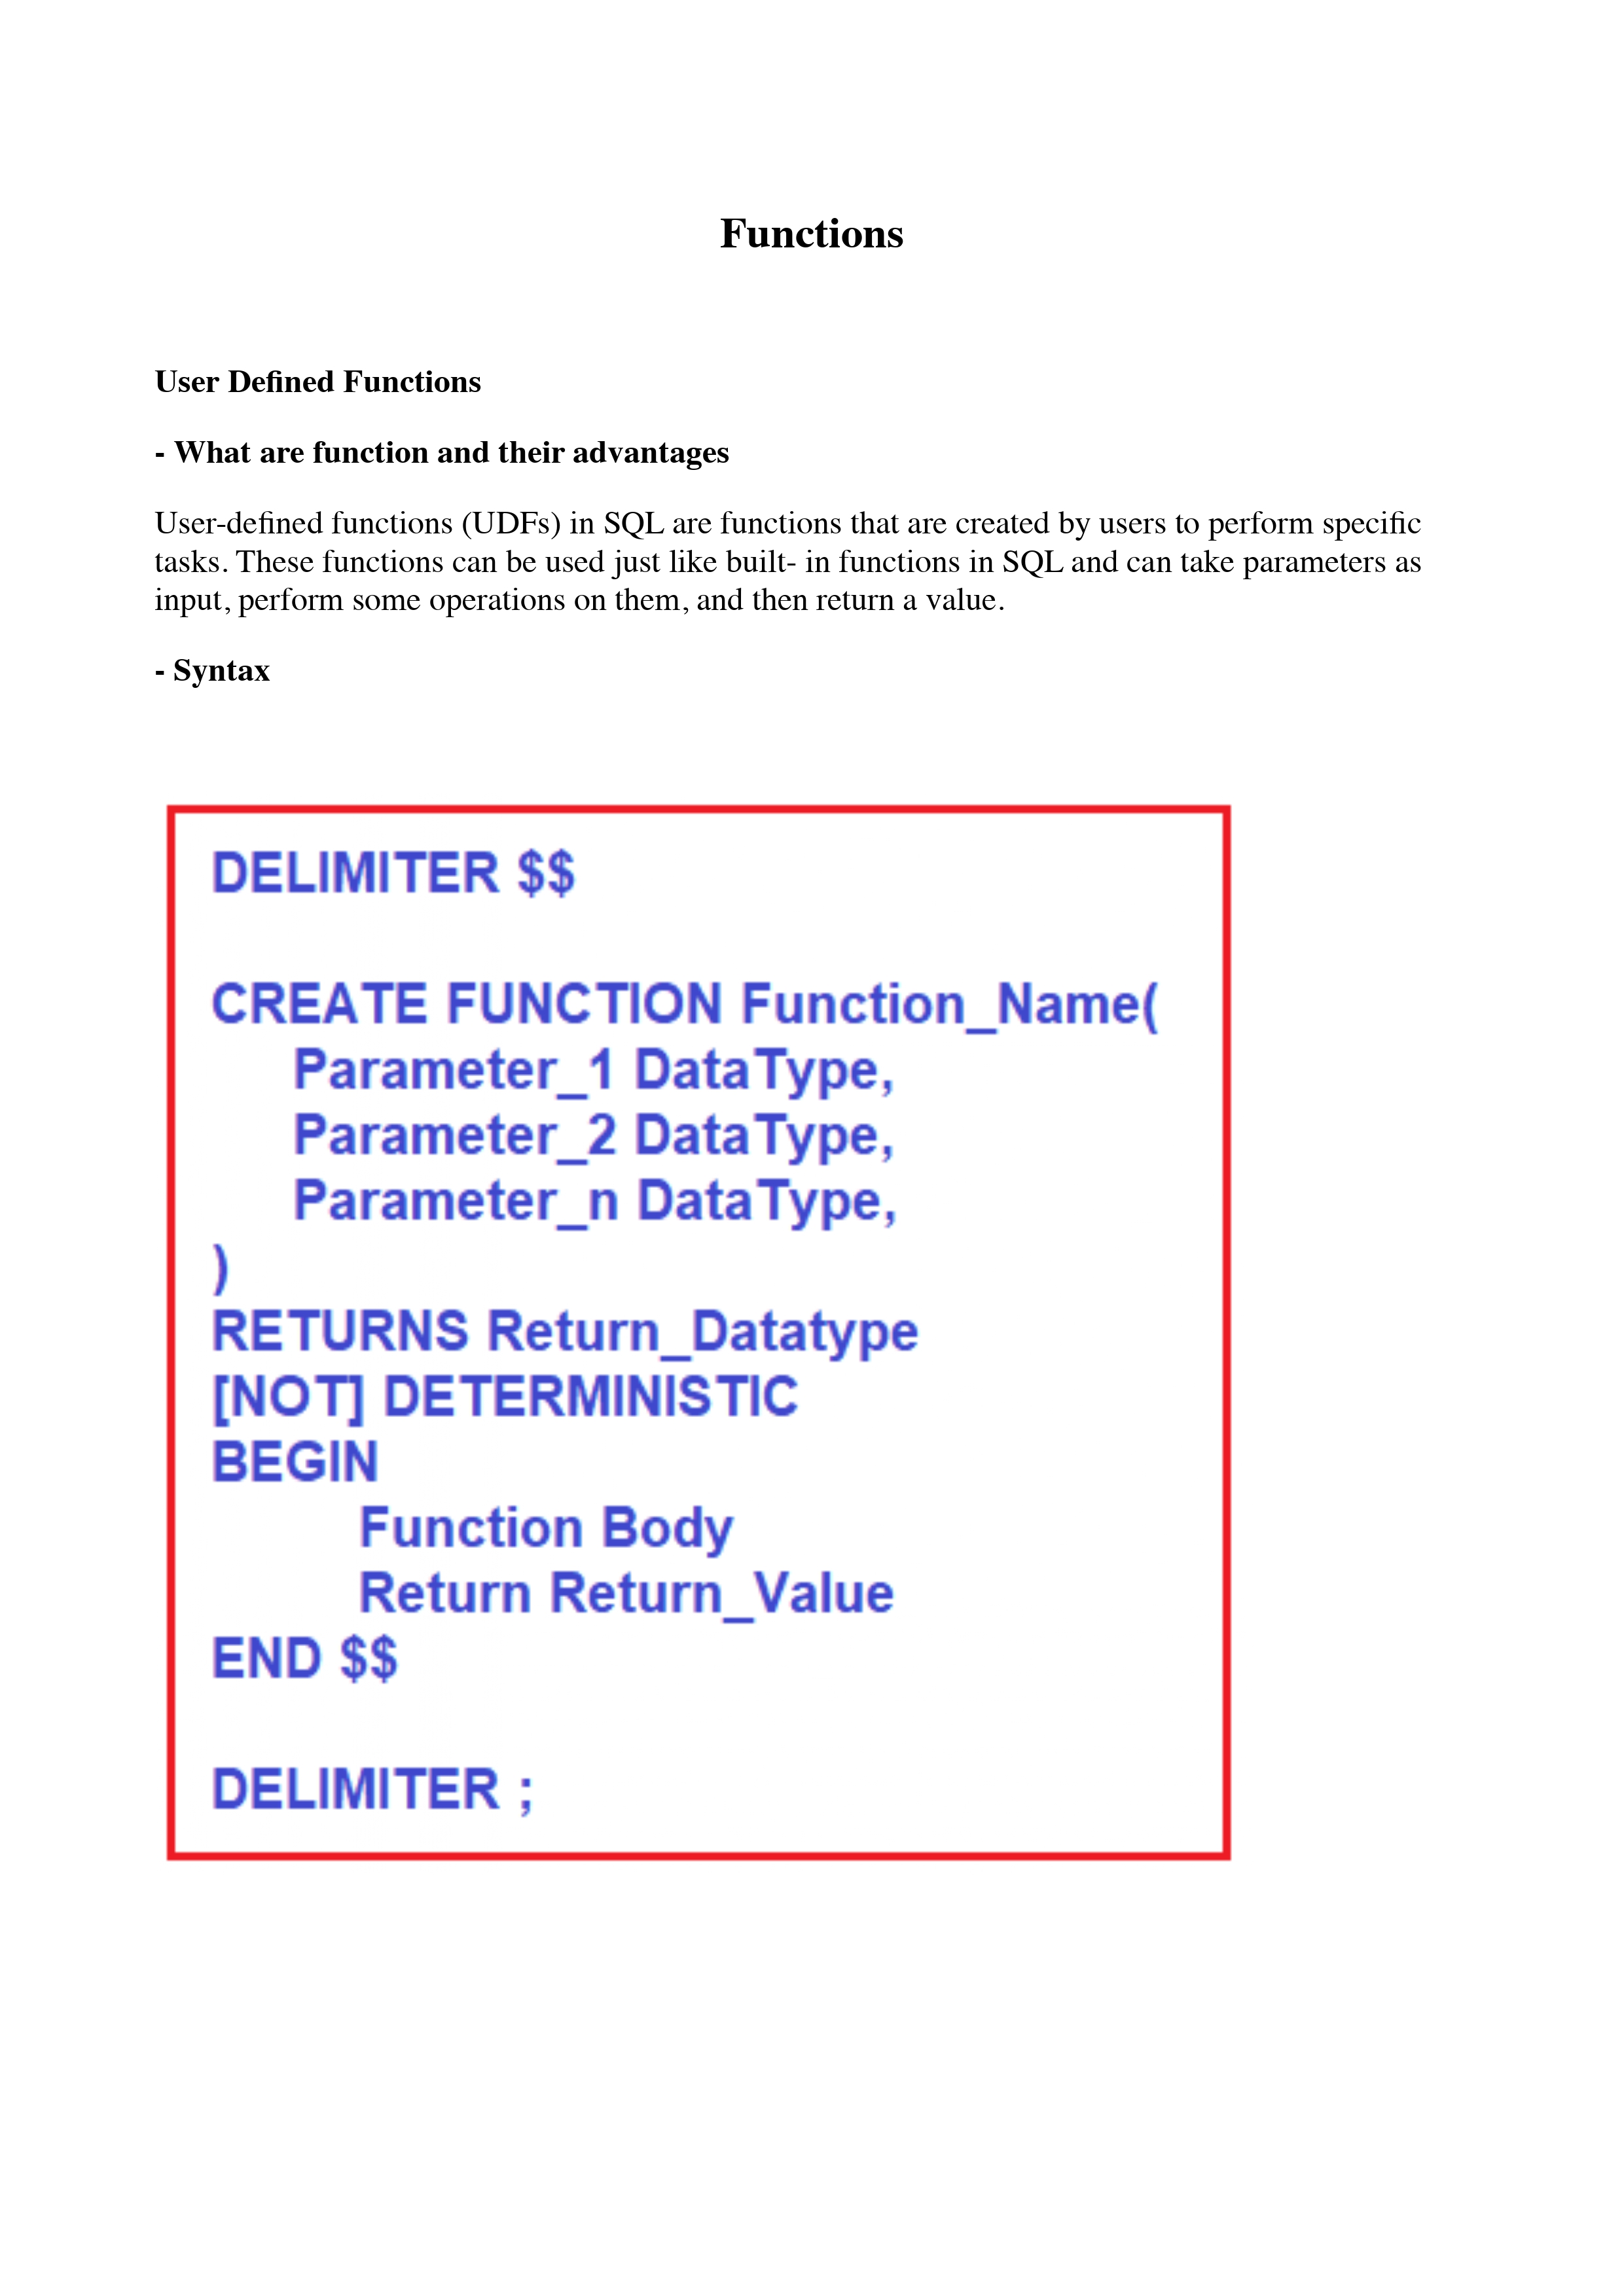 Functions
User Defined Functions
- What are function and their advantages
User-defined functions (UDFs) in SQL are functions that are created by users to perform specific
tasks. These functions can be used just like built- in functions in SQL and can take parameters as
input, perform some operations on them, and then return a value.
- Syntax
DELIMITER $$
CREATE FUNCTION Function_Name(
Parameter_1 DataType,
Parameter_2 DataType,
Parameter_n DataType,
)
RETURNS Return_Datatype
[NOT] DETERMINISTIC
BEGIN
Function Body
Return Return_Value
END $$
DELIMITER ;